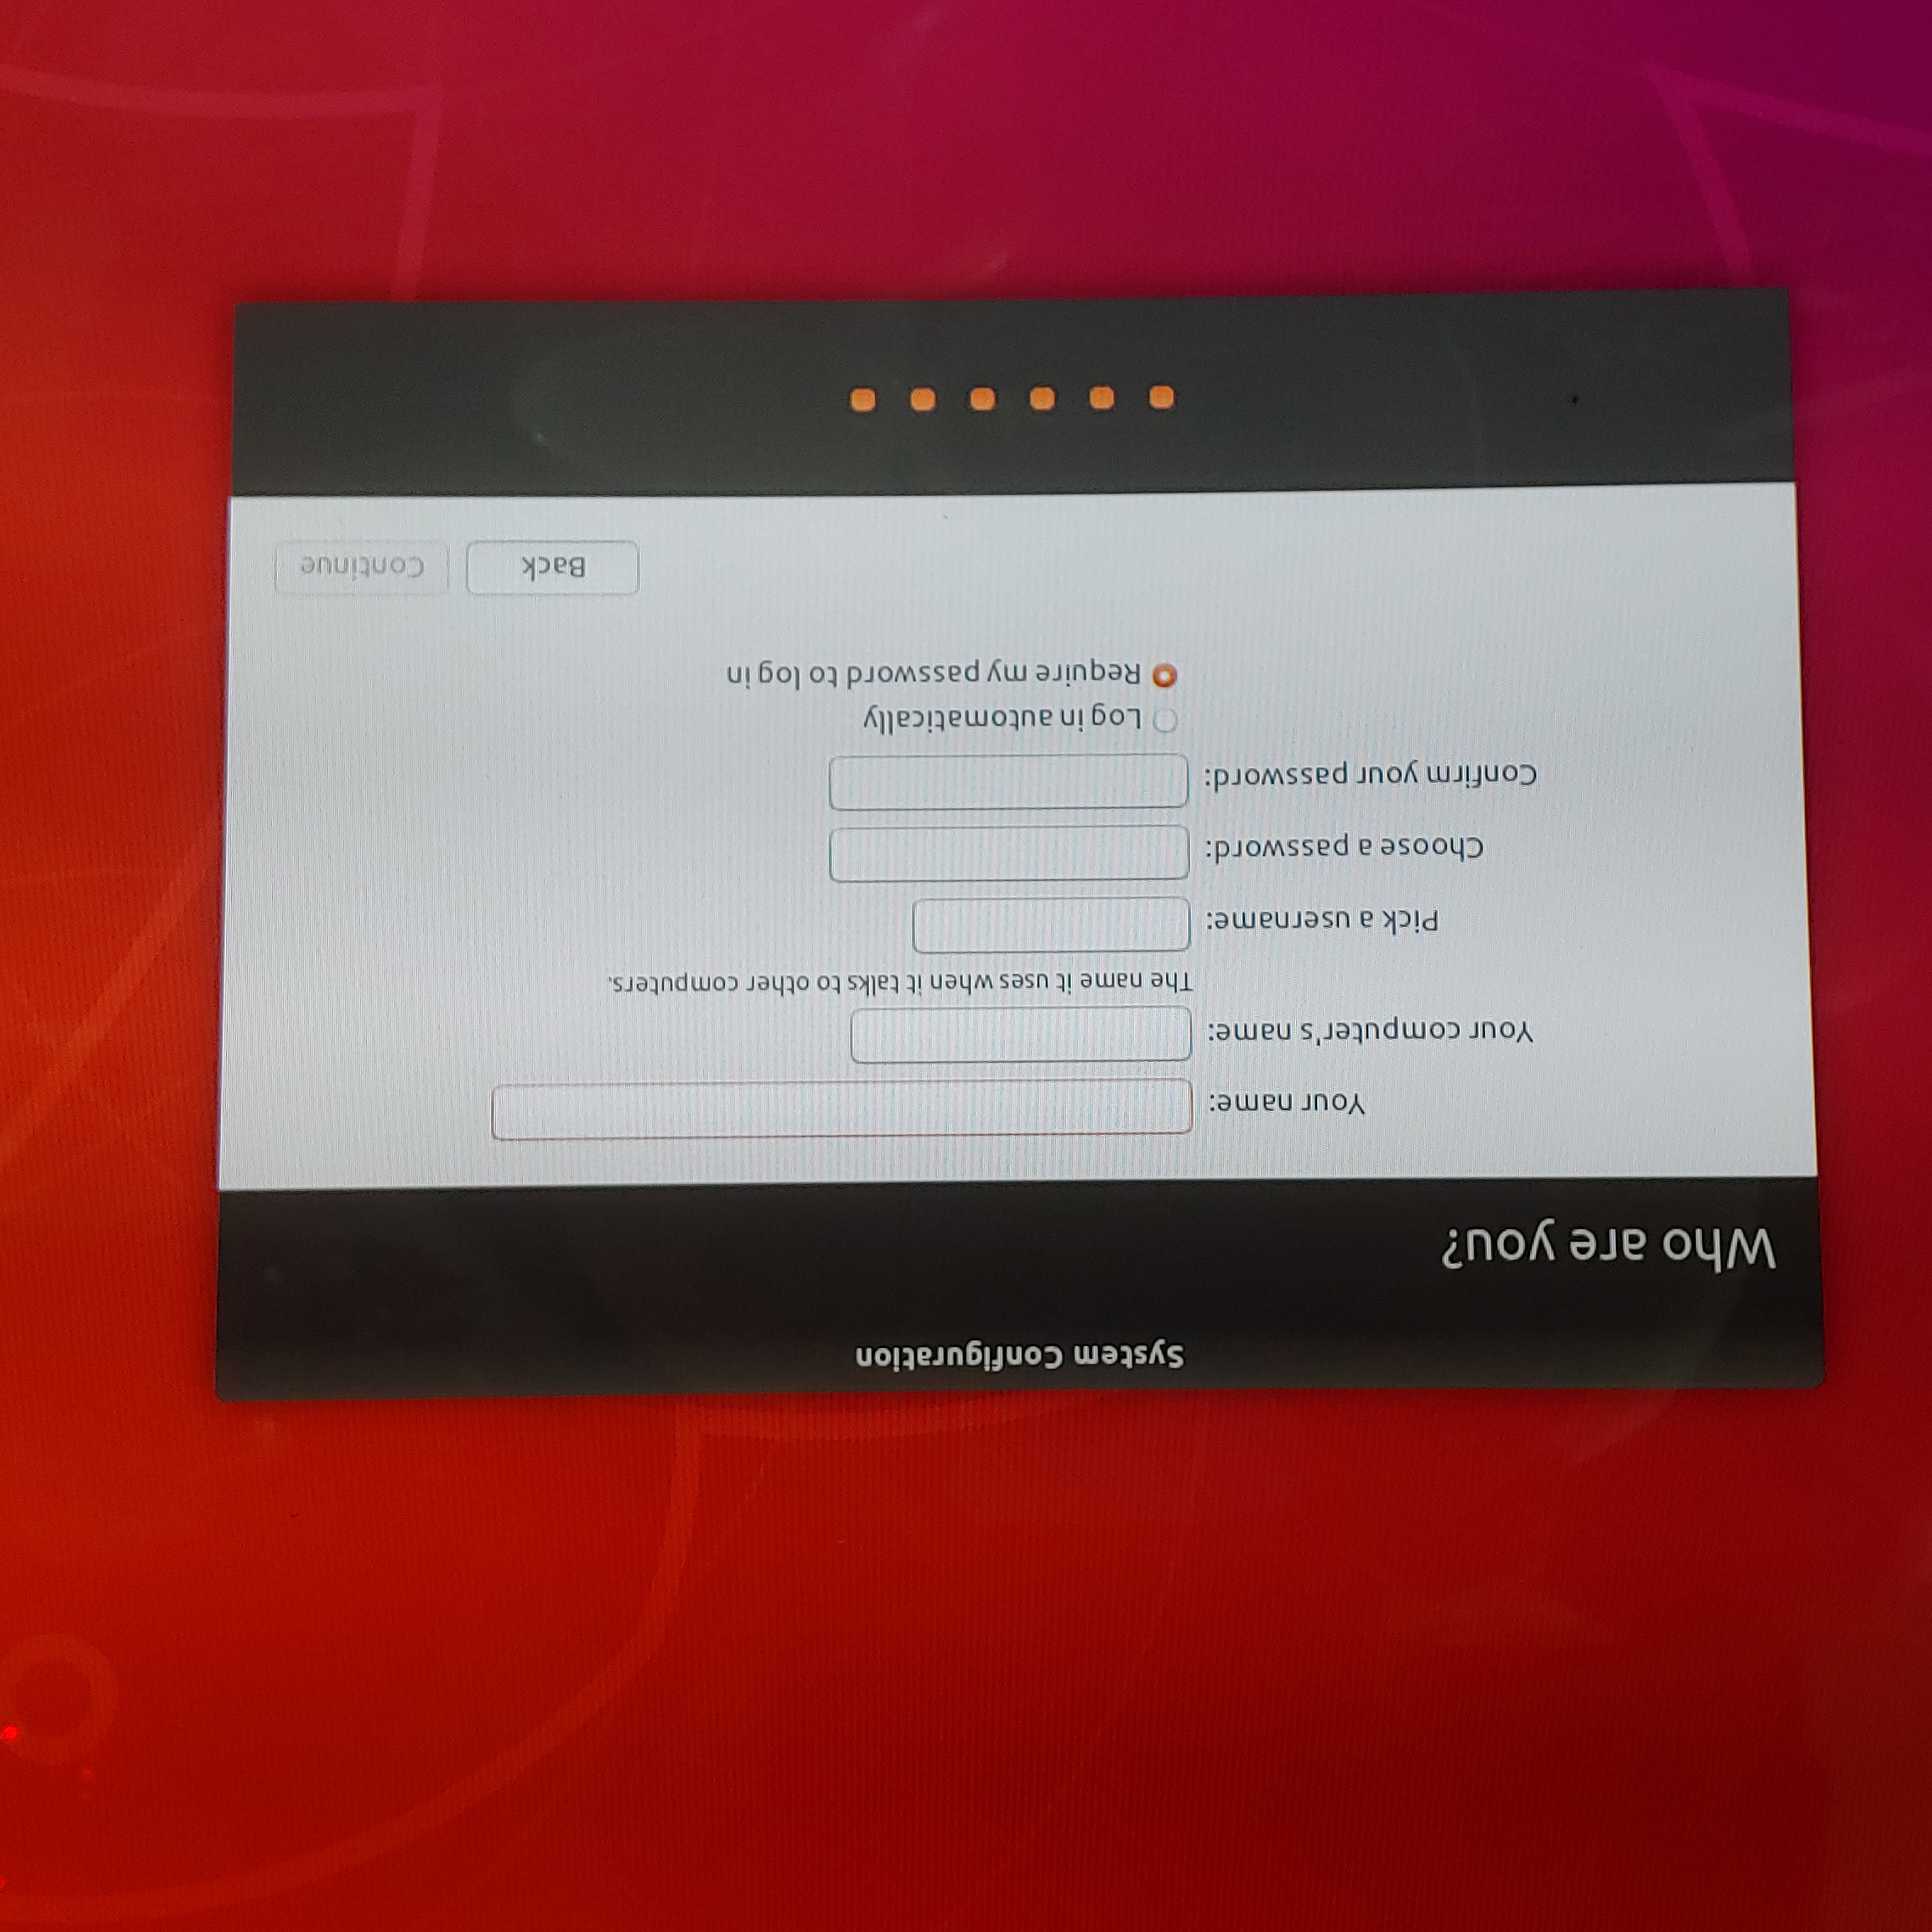 System Configuration
Who are you?
Your name:
Your computer's name:
The name it uses when it talks to other computers.
Pick a username:
Choose a password:
Confirm your password:
Log in automatically
Require my password to log in
Back Continue